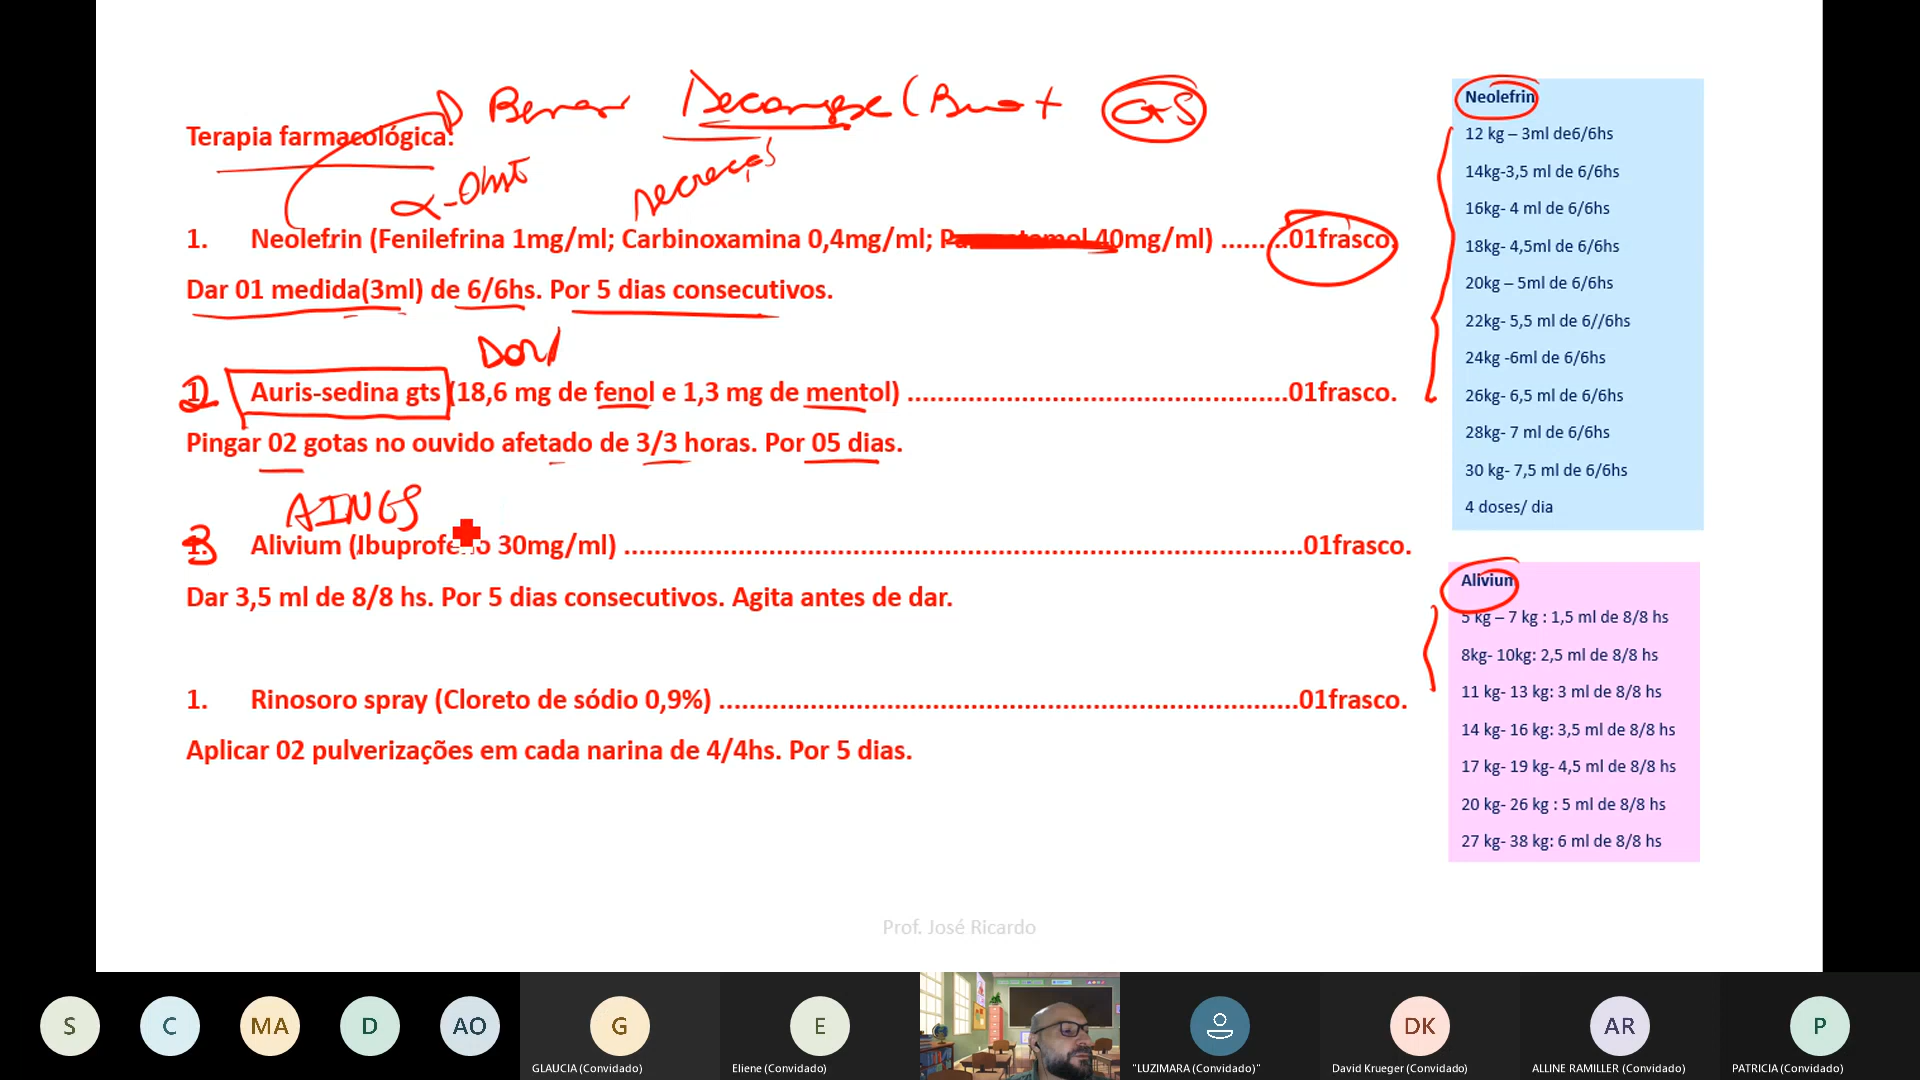 Decongex (
+
Terapia farmacológica:
1. Neolefrin (Fenilefrina 1mg/ml; Carbinoxamina 0,4mg/ml; 40mg/ml) ..........01frasco.
Dar 01 medida(3ml) de 6/6hs. Por 5 dias consecutivos.
Dor
2 Auris-sedina gts (18,6 mg de fenol e 1,3 mg de mentol) ..................................................01frasco.
Pingar 02 gotas no ouvido afetado de 3/3 horas. Por 05 dias.
AINES
3 Alivium (Ibuprofeno 30mg/ml) ..........................................................................................01frasco.
Dar 3,5 ml de 8/8 hs. Por 5 dias consecutivos. Agita antes de dar.
1. Rinosoro spray (Cloreto de sódio 0,9%) .............................................................................01frasco.
Aplicar 02 pulverizações em cada narina de 4/4hs. Por 5 dias.
Neolefrin
12 kg – 3ml de6/6hs
14kg-3,5 ml de 6/6hs
16kg- 4 ml de 6/6hs
18kg- 4,5ml de 6/6hs
20kg – 5ml de 6/6hs
22kg- 5,5 ml de 6//6hs
24kg -6ml de 6/6hs
26kg- 6,5 ml de 6/6hs
28kg- 7 ml de 6/6hs
30 kg- 7,5 ml de 6/6hs
4 doses/ dia
Alivium
5 kg – 7 kg : 1,5 ml de 8/8 hs
8kg- 10kg: 2,5 ml de 8/8 hs
11 kg- 13 kg: 3 ml de 8/8 hs
14 kg- 16 kg: 3,5 ml de 8/8 hs
17 kg- 19 kg- 4,5 ml de 8/8 hs
20 kg- 26 kg : 5 ml de 8/8 hs
27 kg- 38 kg: 6 ml de 8/8 hs
Prof. José Ricardo
S C MA D AO G E DK AR P
GLAUCIA (Convidado) Eliene (Convidado) "LUZIMARA (Convidado)" David Krueger (Convidado) ALLINE RAMILLER (Convidado) PATRICIA (Convidado)